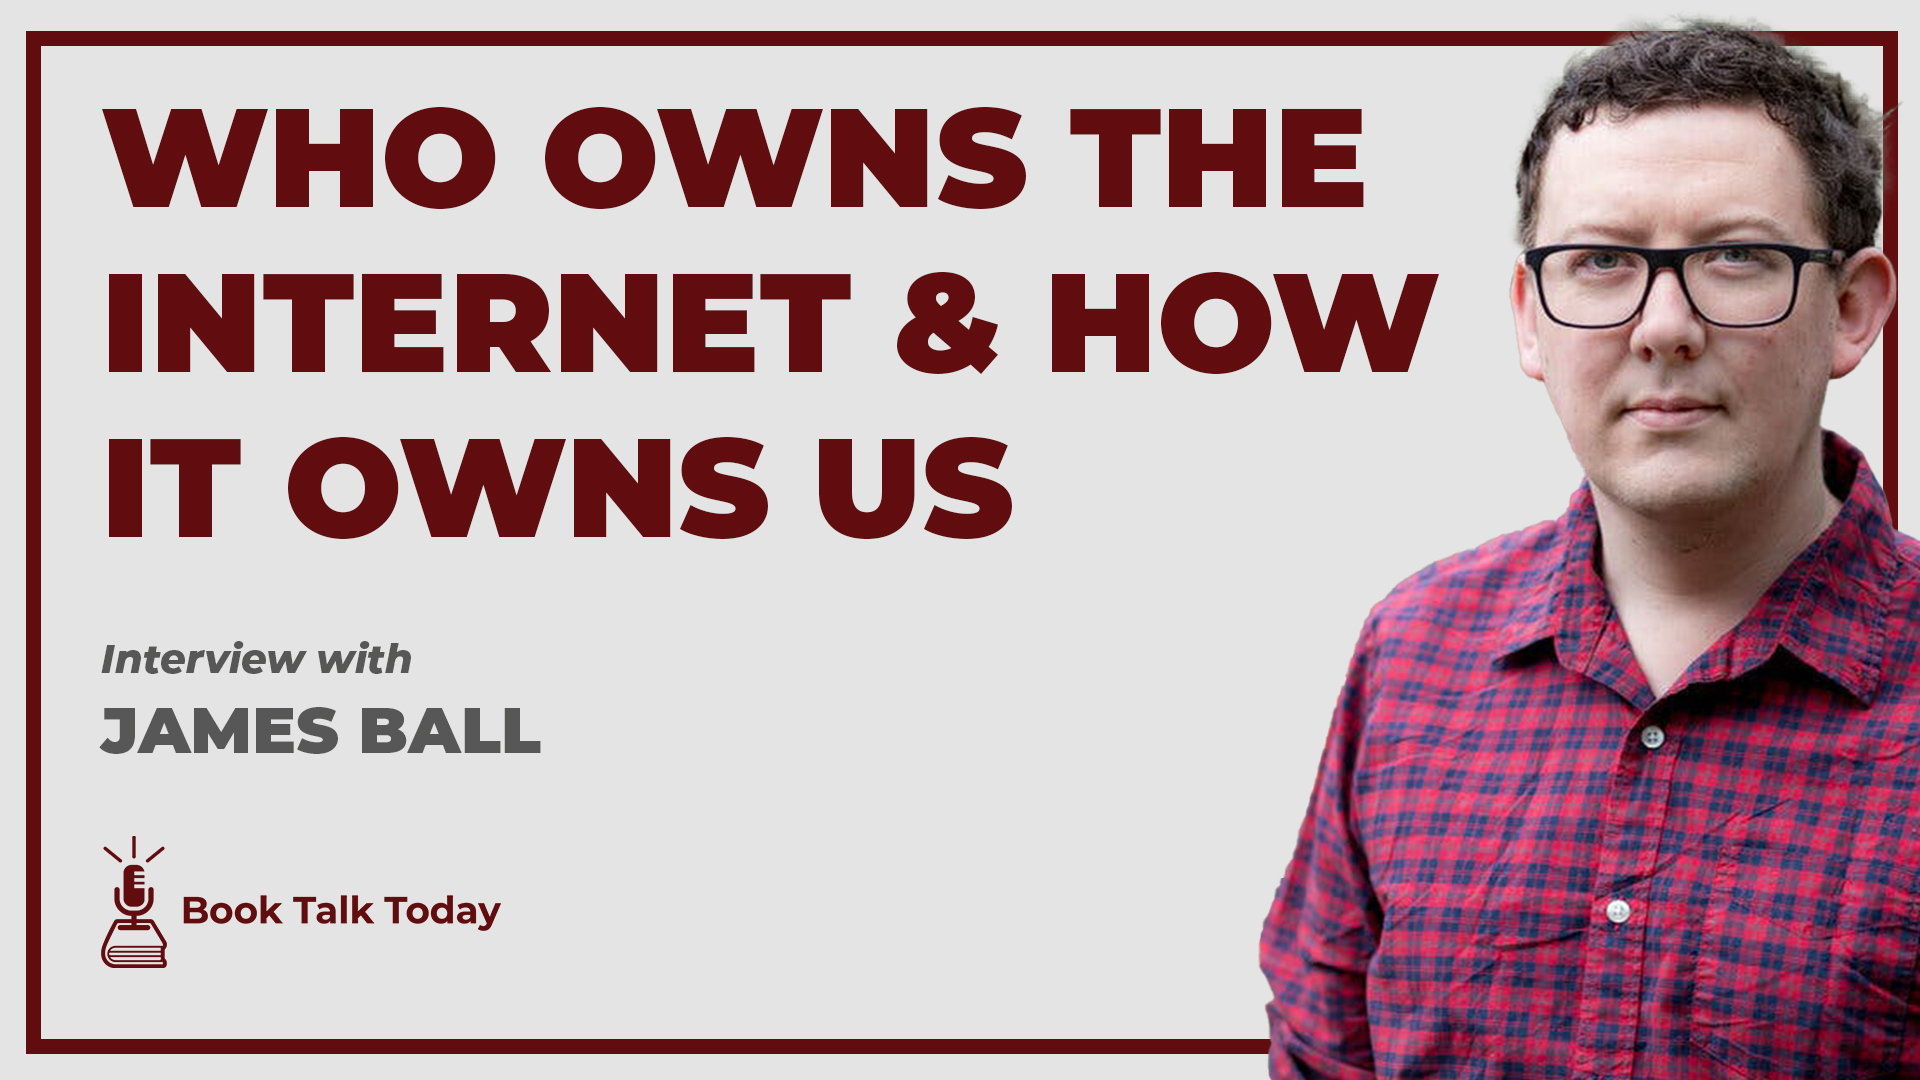 WHO OWNS THE
INTERNET & HOW
IT OWNS US
Interview with
JAMES BALL
Book Talk Today